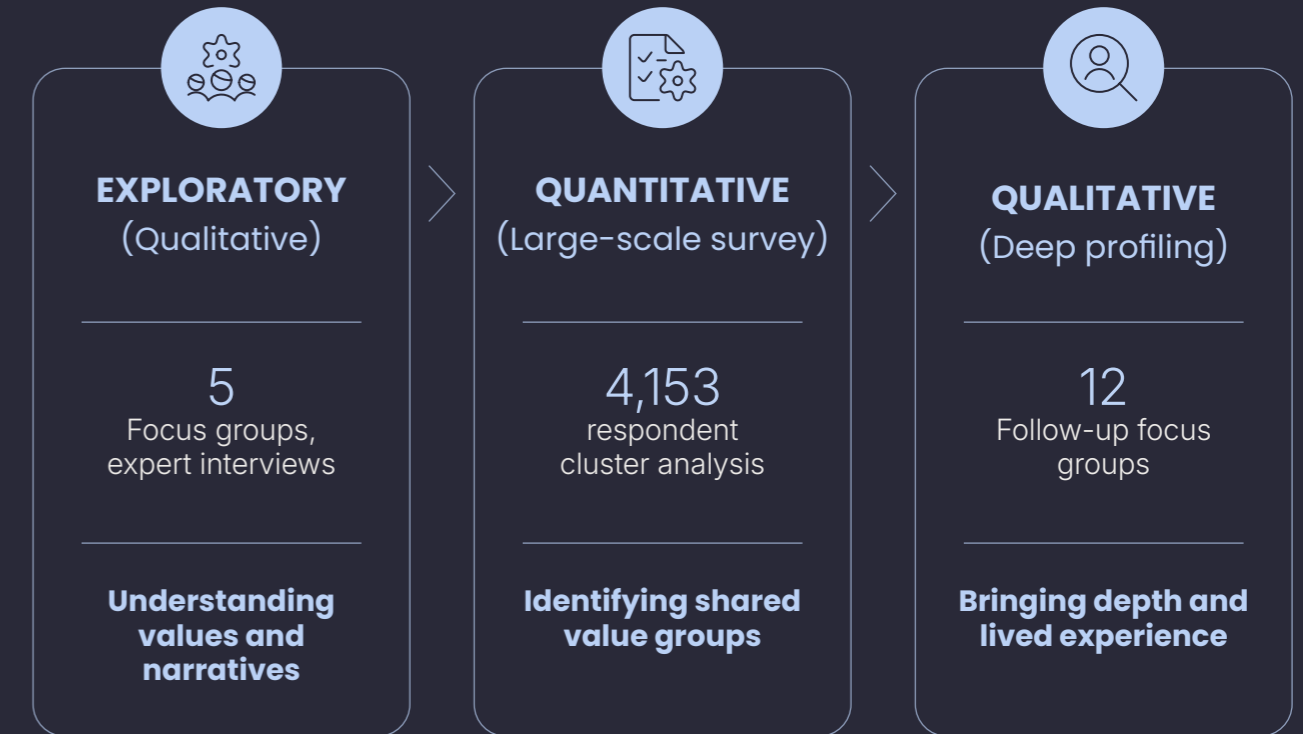 EXPLORATORY
(Qualitative)
5
Focus groups,
expert interviews
Understanding
values and
narratives
QUANTITATIVE
(Large-scale survey)
4,153
respondent
cluster analysis
Identifying shared
value groups
QUALITATIVE
(Deep profiling)
12
Follow-up focus
groups
Bringing depth and
lived experience